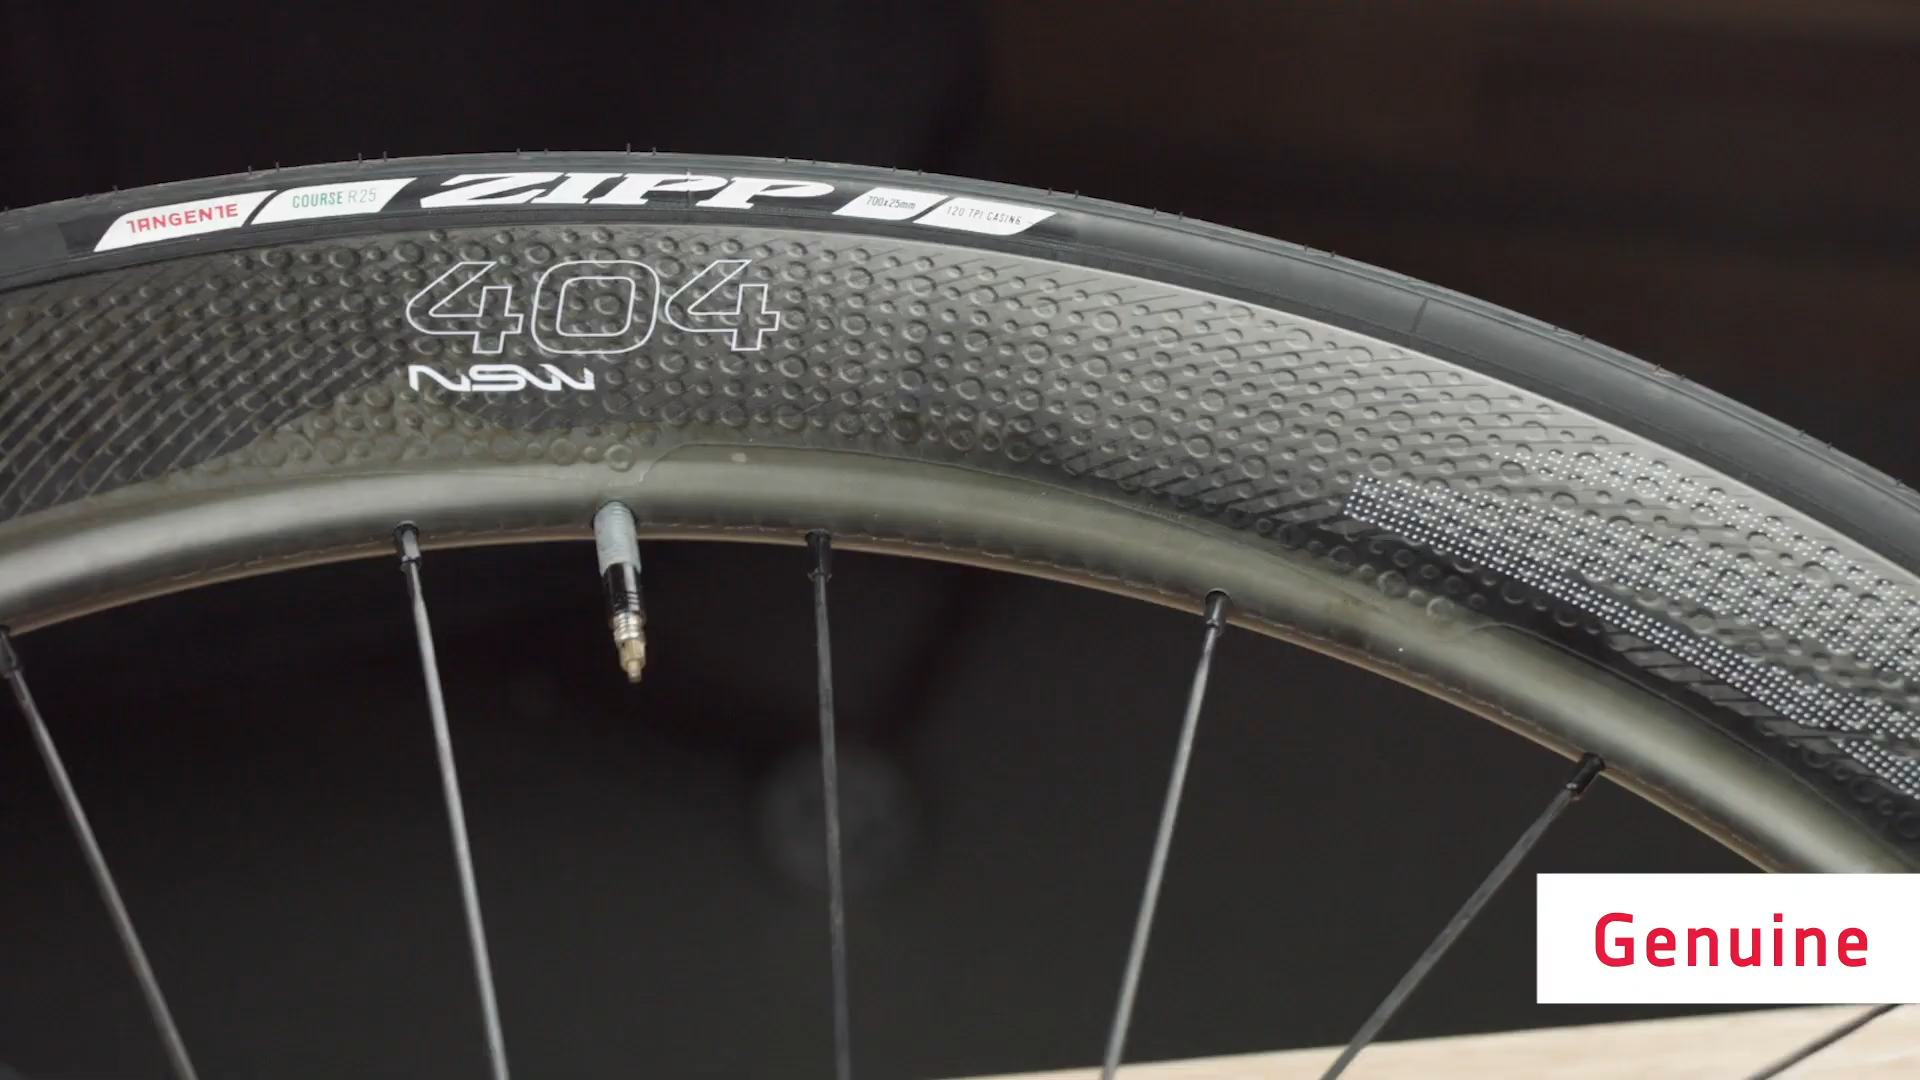 TANGENTE COURSE R25 ZIPP 700x25mm 120 TPI CASING
404
NSW
Genuine